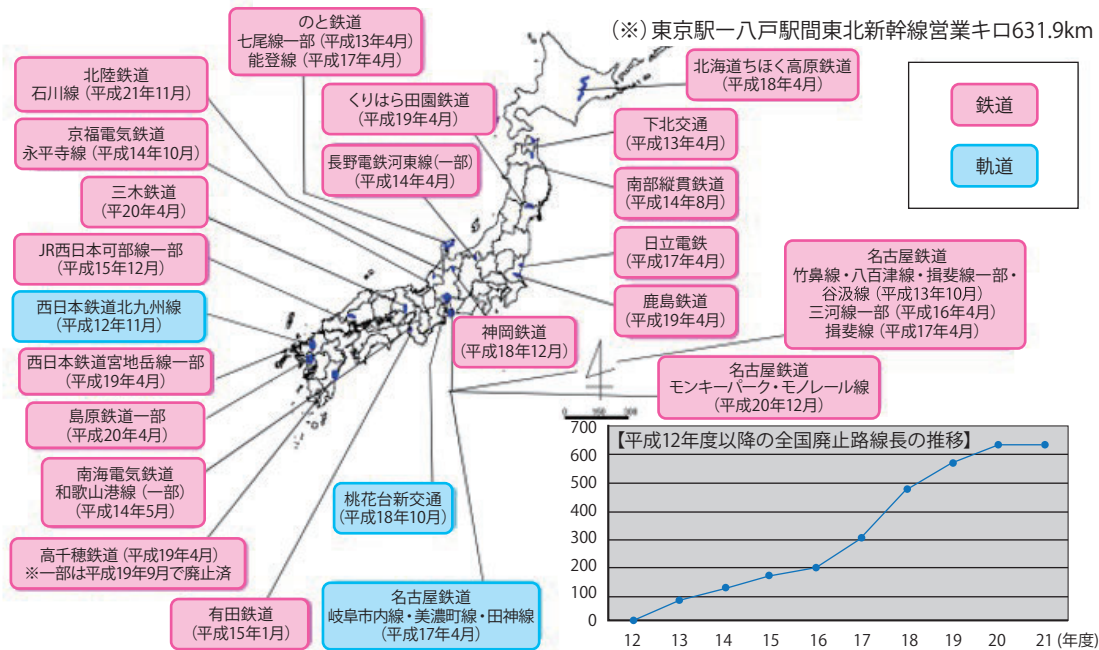 (※) 東京駅ー八戸駅間東北新幹線営業キロ631.9km
鉄道
軌道
のと鉄道
七尾線一部 (平成13年4月)
能登線 (平成17年4月)
北陸鉄道
石川線 (平成21年11月)
京福電気鉄道
永平寺線 (平成14年10月)
三木鉄道
(平20年4月)
JR西日本可部線一部
(平成15年12月)
西日本鉄道北九州線
(平成12年11月)
西日本鉄道宮地岳線一部
(平成19年4月)
島原鉄道一部
(平成20年4月)
南海電気鉄道
和歌山港線 (一部)
(平成14年5月)
高千穂鉄道 (平成19年4月)
※一部は平成19年9月で廃止済
有田鉄道
(平成15年1月)
くりはら田園鉄道
(平成19年4月)
長野電鉄河東線(一部)
(平成14年4月)
北海道ちほく高原鉄道
(平成18年4月)
下北交通
(平成13年4月)
南部縦貫鉄道
(平成14年8月)
日立電鉄
(平成17年4月)
鹿島鉄道
(平成19年4月)
神岡鉄道
(平成18年12月)
名古屋鉄道
竹鼻線・八百津線・揖斐線一部・
谷汲線 (平成13年10月)
三河線一部 (平成16年4月)
揖斐線 (平成17年4月)
名古屋鉄道
モンキーパーク・モノレール線
(平成20年12月)
桃花台新交通
(平成18年10月)
名古屋鉄道
岐阜市内線・美濃町線・田神線
(平成17年4月)
【平成12年度以降の全国廃止路線長の推移】
700
600
500
400
300
200
100
0
12 13 14 15 16 17 18 19 20 21 (年度)